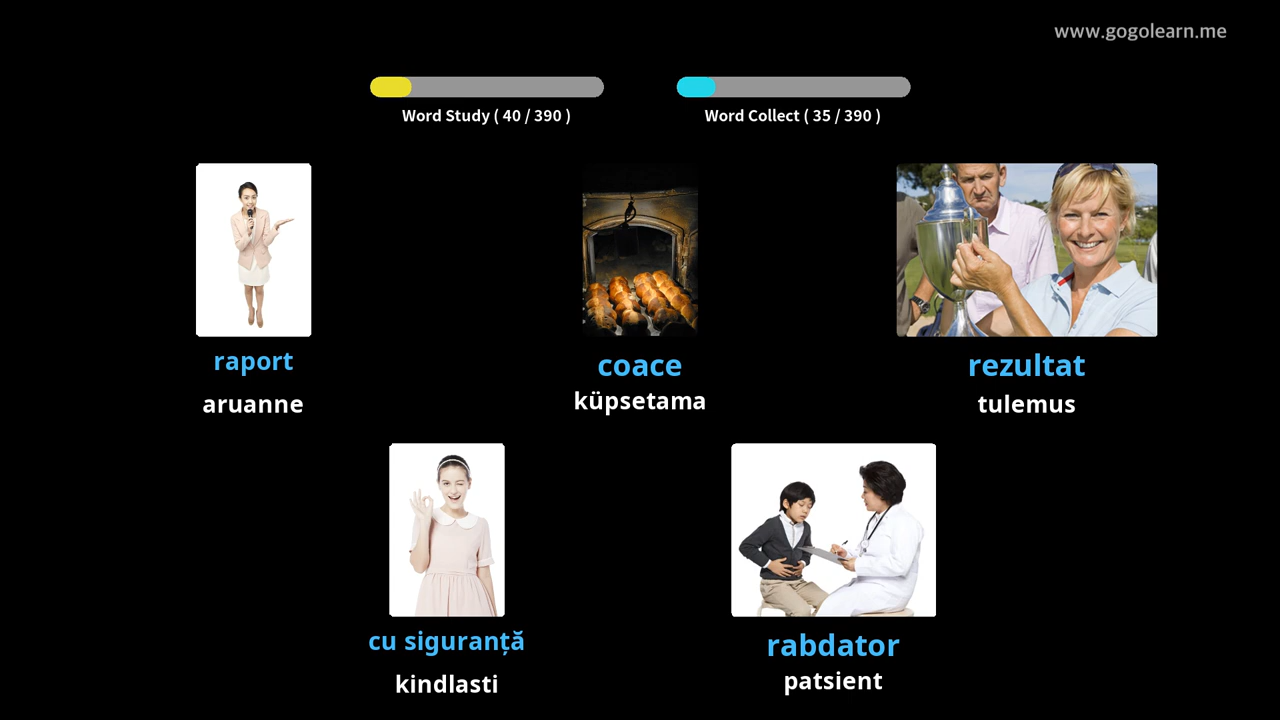 www.gogolearn.me
Word Study ( 40 / 390 )
Word Collect ( 35 / 390 )
raport
aruanne
coace
küpsetama
rezultat
tulemus
cu siguranță
kindlasti
rabdator
patsient